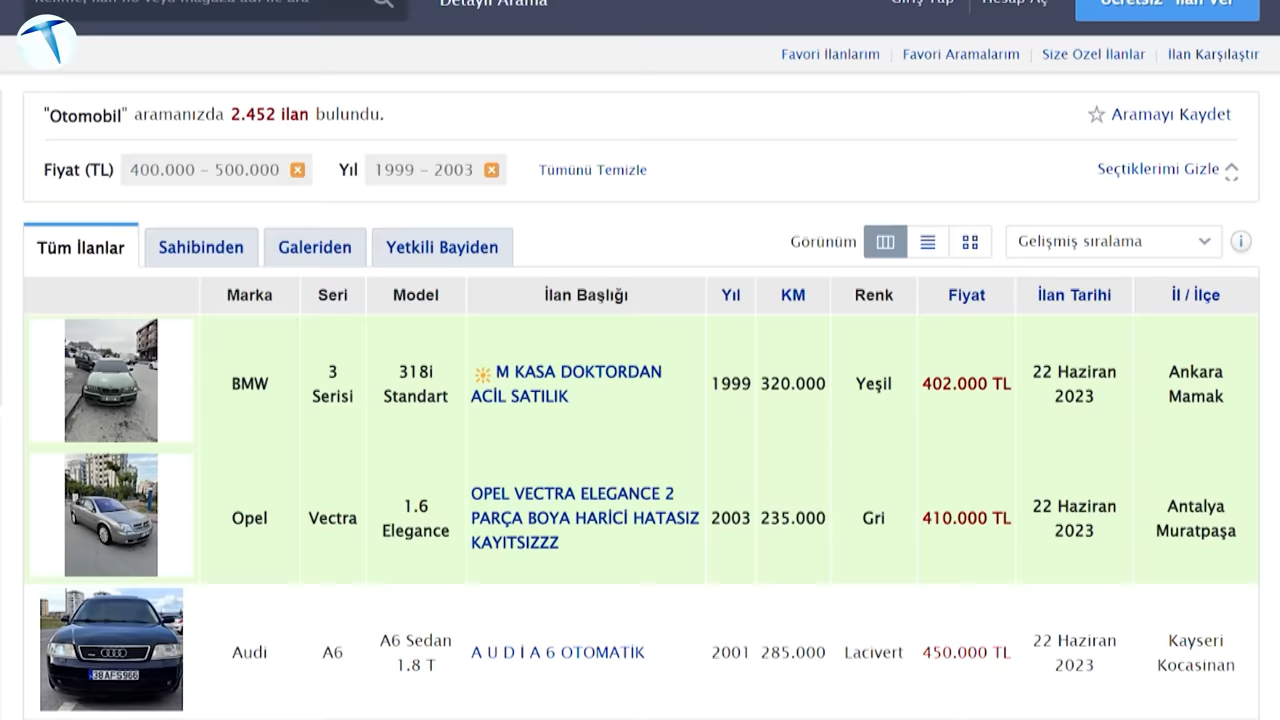 Detaylı Arama
Favori İlanlarım
Favori Aramalarım
Size Özel İlanlar
İlan Karşılaştır
"Otomobil" aramanızda 2.452 ilan bulundu.
Aramayı Kaydet
Fiyat (TL) 400.000 – 500.000 Yıl 1999 – 2003 Tümünü Temizle
Seçtiklerimi Gizle
Tüm İlanlar Sahibinden Galeriden Yetkili Bayiden
Görünüm Gelişmiş sıralama
Marka Seri Model İlan Başlığı Yıl KM Renk Fiyat İlan Tarihi İl / İlçe
BMW
3
Serisi
318i
Standart
M KASA DOKTORDAN
ACİL SATILIK
1999 320.000 Yeşil 402.000 TL
22 Haziran
2023
Ankara
Mamak
Opel
Vectra
1.6
Elegance
OPEL VECTRA ELEGANCE 2
PARÇA BOYA HARİCİ HATASIZ
KAYITSIZZZ
2003 235.000 Gri 410.000 TL
22 Haziran
2023
Antalya
Muratpaşa
38AFS966
Audi
A6
A6 Sedan
1.8 T
A U D İ A 6 OTOMATİK
2001 285.000 Lacivert 450.000 TL
22 Haziran
2023
Kayseri
Kocasinan